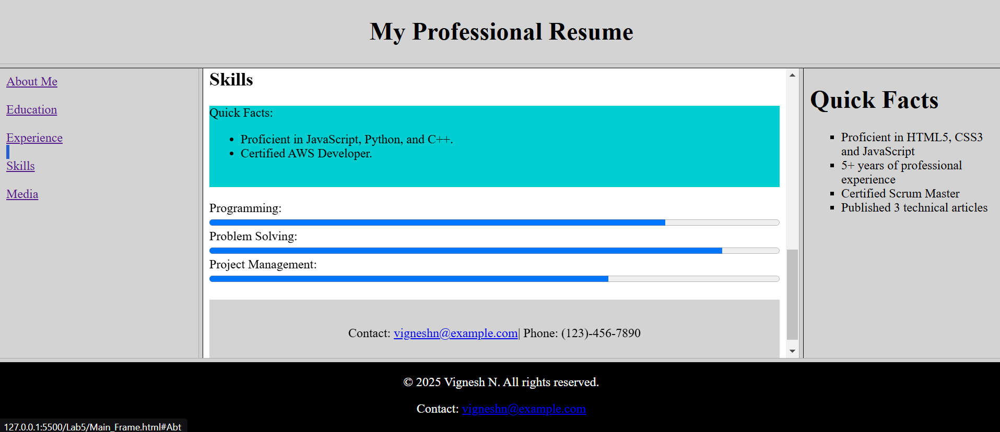 My Professional Resume
About Me
Education
Experience
Skills
Media
Skills
Quick Facts:
Proficient in JavaScript, Python, and C++.
Certified AWS Developer.
Programming:
Problem Solving:
Project Management:
Contact: vigneshn@example.com| Phone: (123)-456-7890
Quick Facts
Proficient in HTML5, CSS3
and JavaScript
5+ years of professional
experience
Certified Scrum Master
Published 3 technical articles
© 2025 Vignesh N. All rights reserved.
Contact: vigneshn@example.com
127.0.0.1:5500/Lab5/Main_Frame.html#Abt